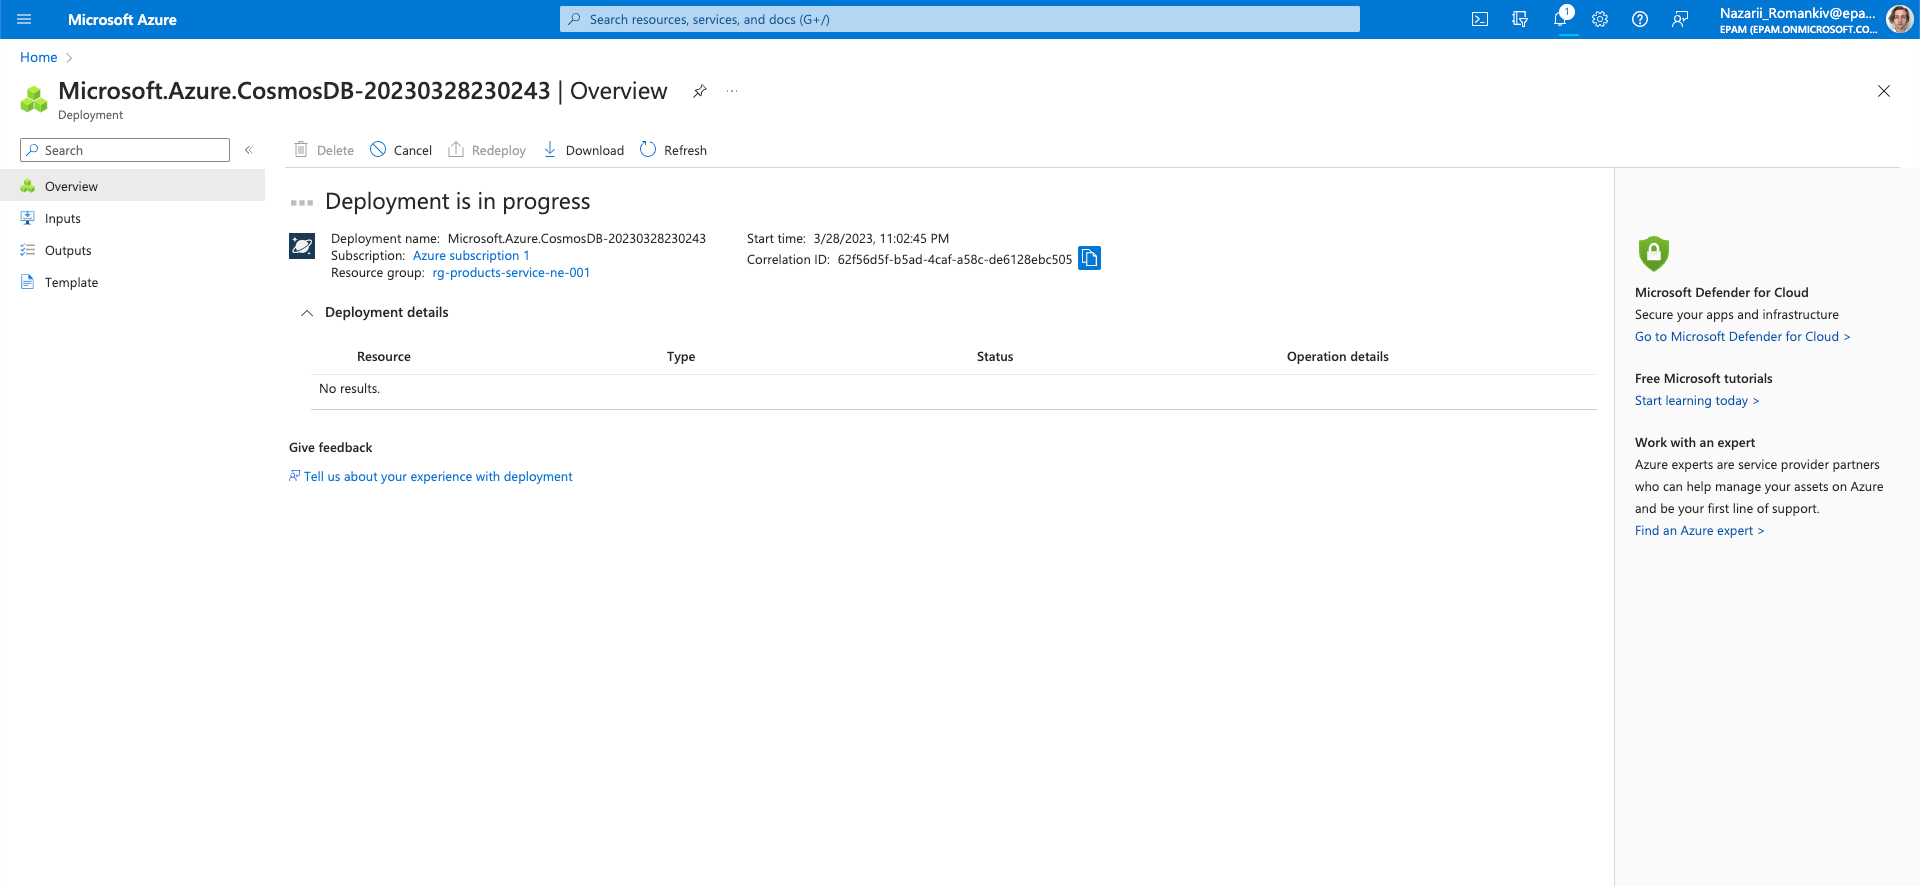 Microsoft Azure
Search resources, services, and docs (G+/)
1
Nazarii_Romankiv@epa...
EPAM (EPAM.ONMICROSOFT.CO...
Home
Microsoft.Azure.CosmosDB-20230328230243 | Overview
...
Deployment
Search
«
Delete
Cancel
Redeploy
Download
Refresh
Overview
Inputs
Outputs
Template
Deployment is in progress
Deployment name: Microsoft.Azure.CosmosDB-20230328230243
Subscription: Azure subscription 1
Resource group: rg-products-service-ne-001
Start time: 3/28/2023, 11:02:45 PM
Correlation ID: 62f56d5f-b5ad-4caf-a58c-de6128ebc505
Deployment details
Resource
Type
Status
Operation details
No results.
Give feedback
Tell us about your experience with deployment
Microsoft Defender for Cloud
Secure your apps and infrastructure
Go to Microsoft Defender for Cloud >
Free Microsoft tutorials
Start learning today >
Work with an expert
Azure experts are service provider partners
who can help manage your assets on Azure
and be your first line of support.
Find an Azure expert >